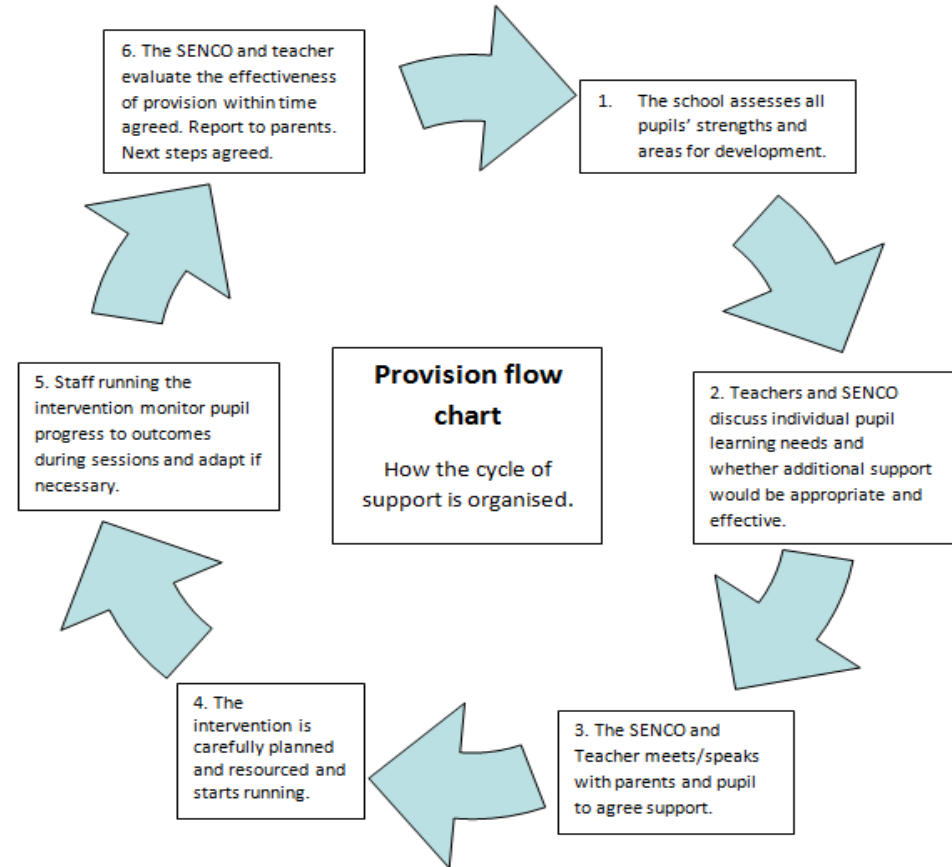 Provision flow
chart
How the cycle of
support is organised.
1. The school assesses all
pupils’ strengths and
areas for development.
2. Teachers and SENCO
discuss individual pupil
learning needs and
whether additional support
would be appropriate and
effective.
3. The SENCO and
Teacher meets/speaks
with parents and pupil
to agree support.
4. The
intervention is
carefully planned
and resourced and
starts running.
5. Staff running the
intervention monitor pupil
progress to outcomes
during sessions and adapt if
necessary.
6. The SENCO and teacher
evaluate the effectiveness
of provision within time
agreed. Report to parents.
Next steps agreed.